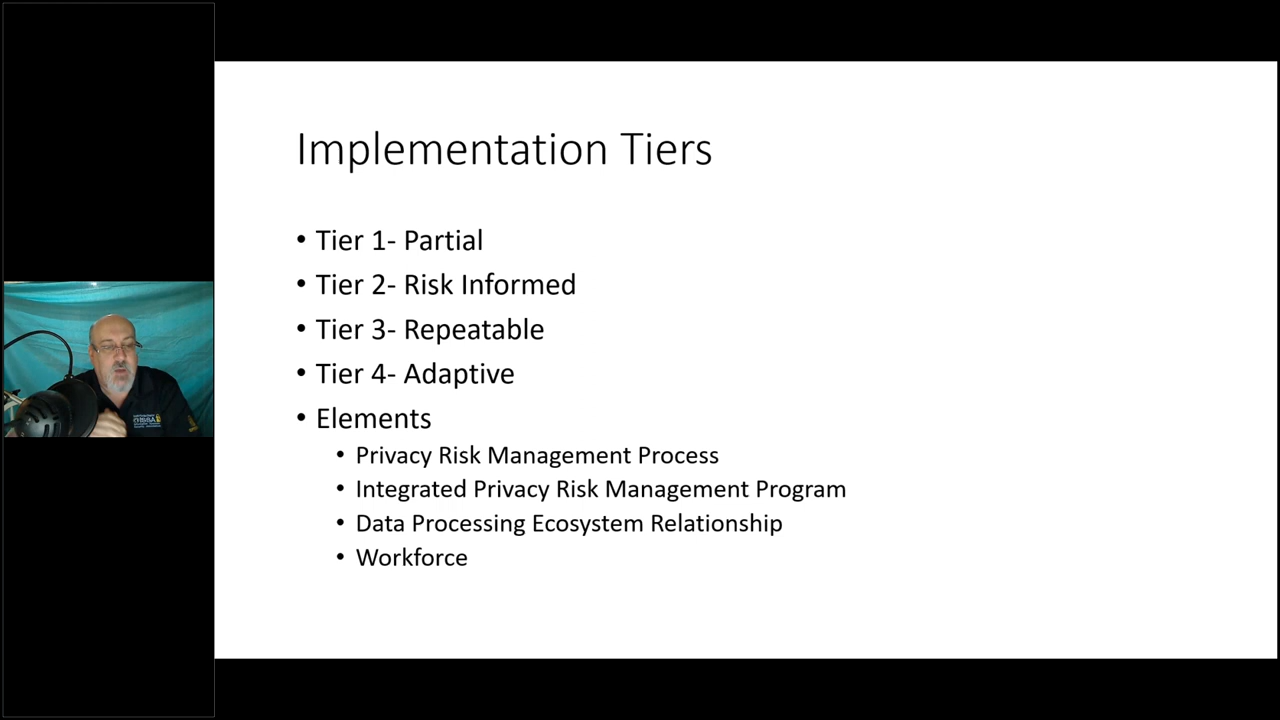 Implementation Tiers
• Tier 1- Partial
• Tier 2- Risk Informed
• Tier 3- Repeatable
• Tier 4- Adaptive
• Elements
• Privacy Risk Management Process
• Integrated Privacy Risk Management Program
• Data Processing Ecosystem Relationship
• Workforce